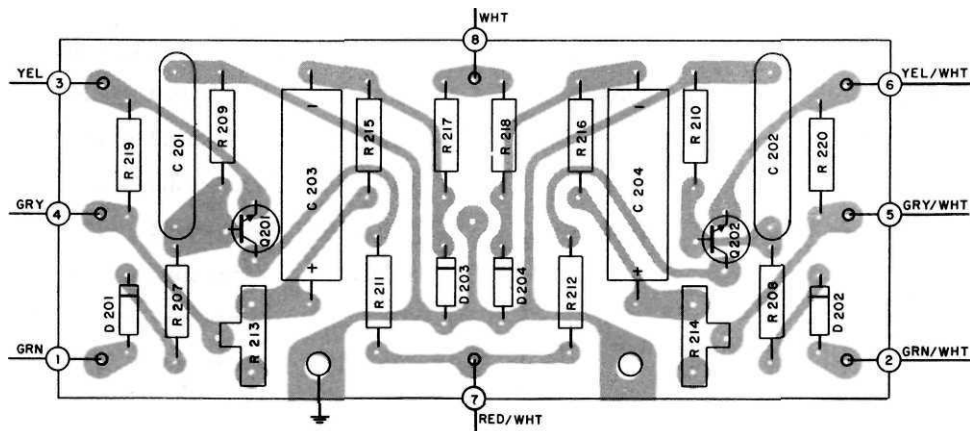 WHT
8
YEL
3
6
YEL/WHT
R 219
C 201
R 209
C 203
R 215
R 217
R 218
R 216
C 204
R 210
C 202
R 220
−
−
GRY
4
5
GRY/WHT
Q201
Q202
+
+
D 201
R 207
R 213
R 211
D 203
D 204
R 212
R 214
R 208
D 202
GRN
1
2
GRN/WHT
7
RED/WHT